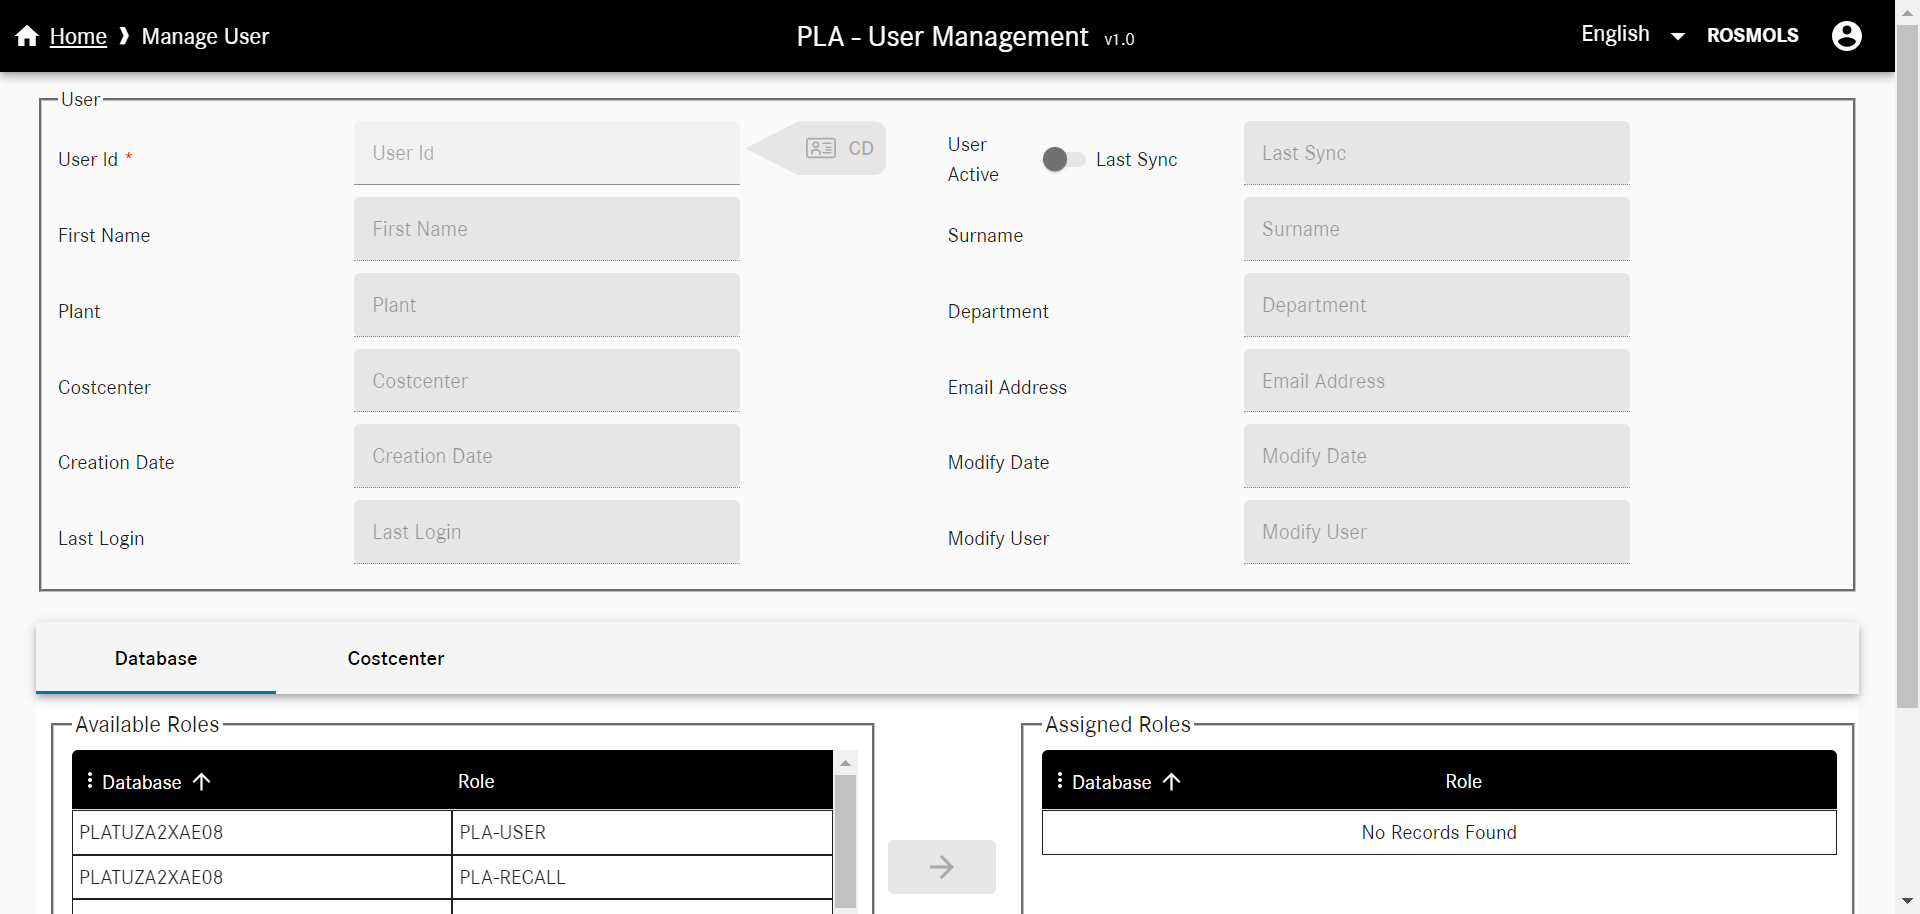 Home ❯ Manage User
PLA - User Management v1.0
English
ROSMOLS
User
User Id *
User Id
CD
User Active
Last Sync
Last Sync
First Name
First Name
Surname
Surname
Plant
Plant
Department
Department
Costcenter
Costcenter
Email Address
Email Address
Creation Date
Creation Date
Modify Date
Modify Date
Last Login
Last Login
Modify User
Modify User
Database
Costcenter
Available Roles
Database
Role
PLATUZA2XAE08
PLA-USER
PLATUZA2XAE08
PLA-RECALL
Assigned Roles
Database
Role
No Records Found